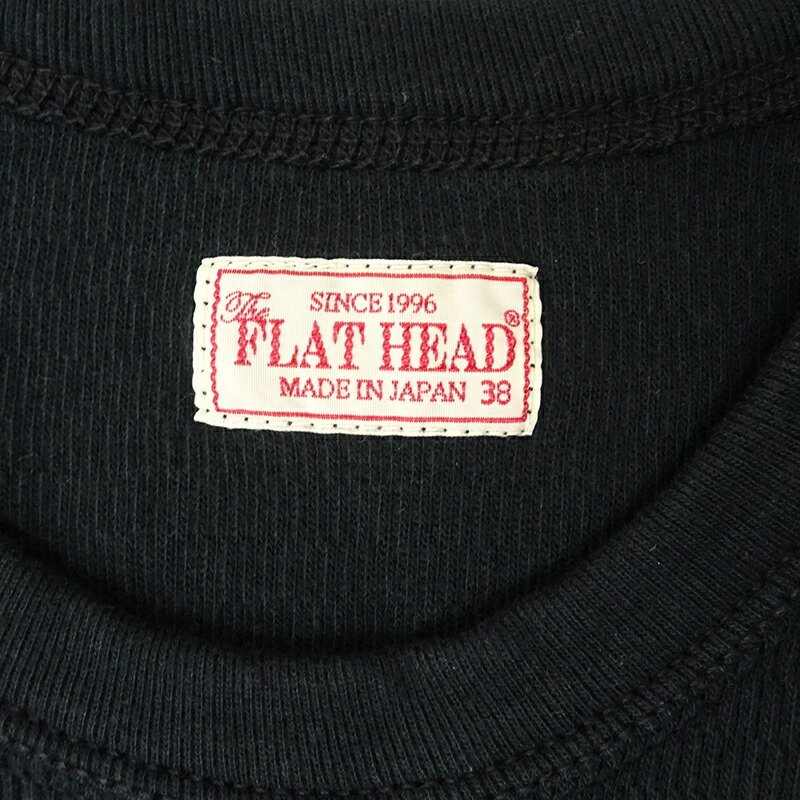 SINCE 1996
The
FLAT HEAD®
MADE IN JAPAN 38